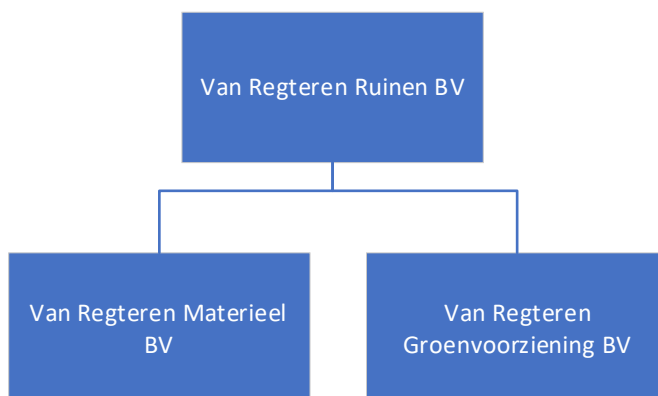 Van Regteren Ruinen BV
Van Regteren Materieel
BV
Van Regteren
Groenvoorziening BV